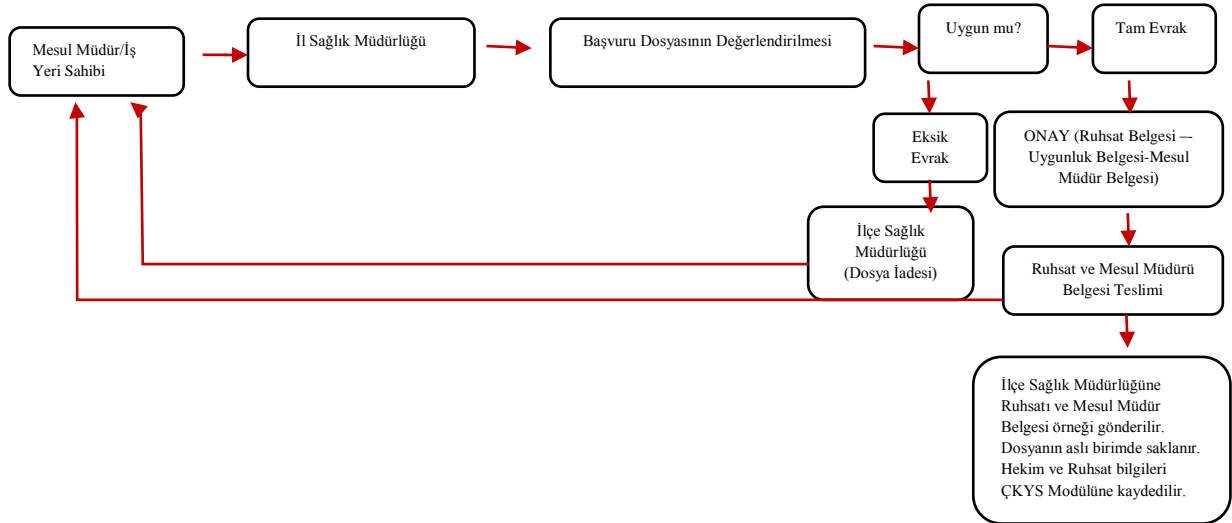 Mesul Müdür/İş
Yeri Sahibi
İl Sağlık Müdürlüğü
Başvuru Dosyasının Değerlendirilmesi
Uygun mu?
Tam Evrak
Eksik
Evrak
ONAY (Ruhsat Belgesi –-
Uygunluk Belgesi-Mesul
Müdür Belgesi)
İlçe Sağlık
Müdürlüğü
(Dosya İadesi)
Ruhsat ve Mesul Müdürü
Belgesi Teslimi
İlçe Sağlık Müdürlüğüne
Ruhsatı ve Mesul Müdür
Belgesi örneği gönderilir.
Dosyanın aslı birimde saklanır.
Hekim ve Ruhsat bilgileri
ÇKYS Modülüne kaydedilir.